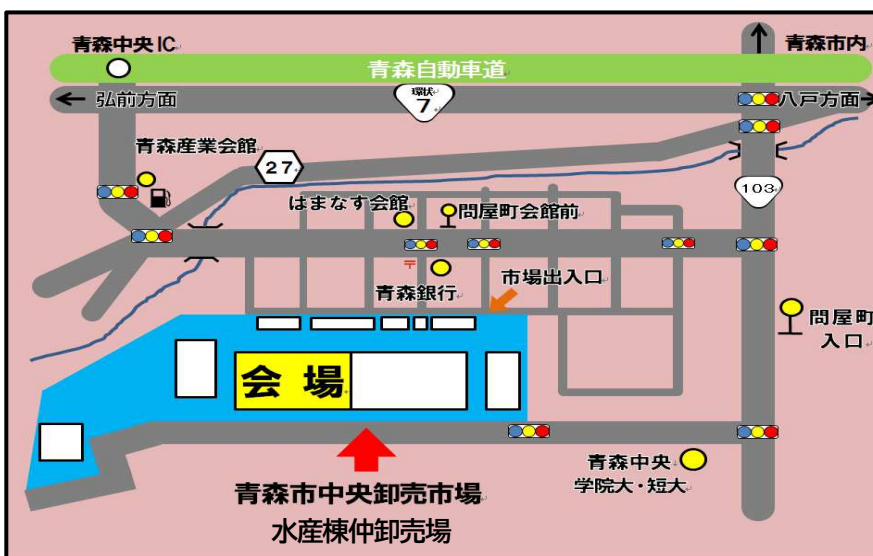 青森中央IC
青森市内
青森自動車道
弘前方面
環状
7
八戸方面
青森産業会館
27
103
はまなす会館
問屋町会館前
〒
青森銀行
市場出入口
問屋町
入口
会 場
青森中央
学院大・短大
青森市中央卸売市場
水産棟仲卸売場